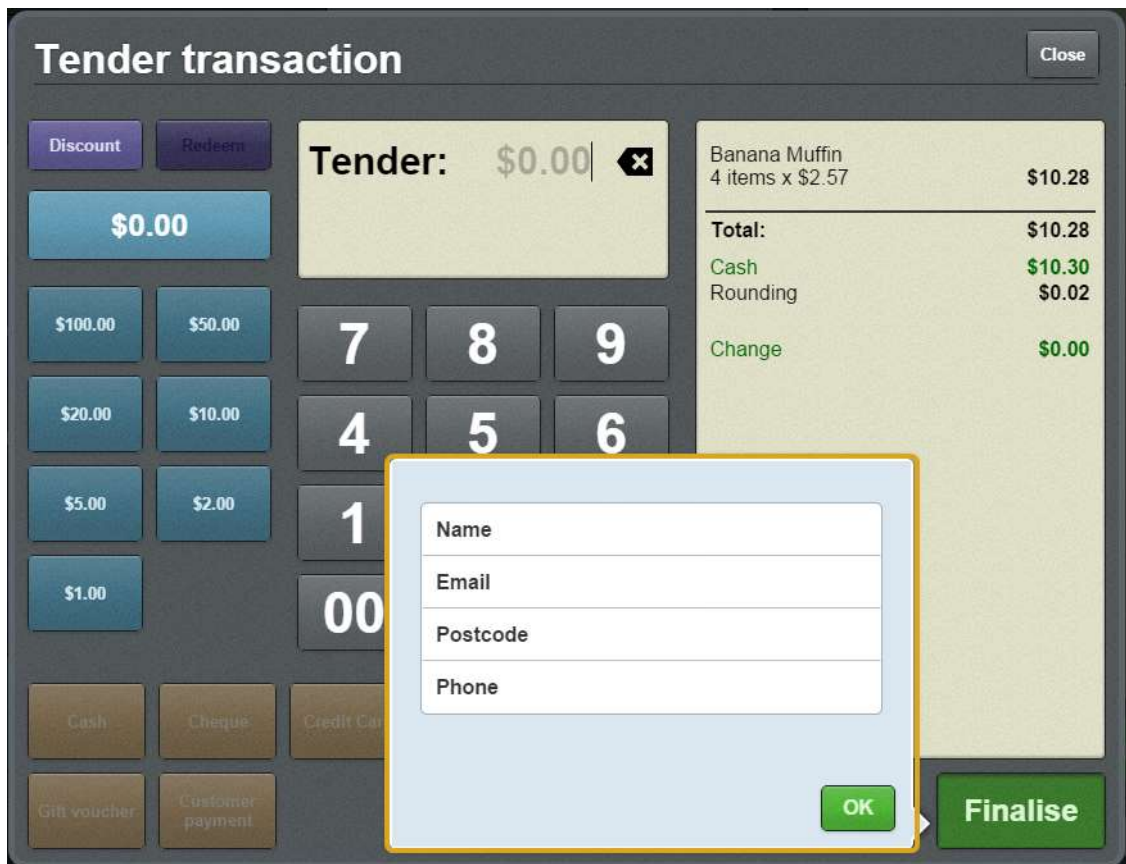 Tender transaction
Close
Discount
Redeem
Tender: $0.00
$0.00
$100.00
$50.00
$20.00
$10.00
$5.00
$2.00
$1.00
7
8
9
4
5
6
1
00
Banana Muffin
4 items x $2.57 $10.28
Total: $10.28
Cash $10.30
Rounding $0.02
Change $0.00
Name
Email
Postcode
Phone
OK
Cash
Cheque
Credit Car
Gift voucher
Customer
payment
Finalise